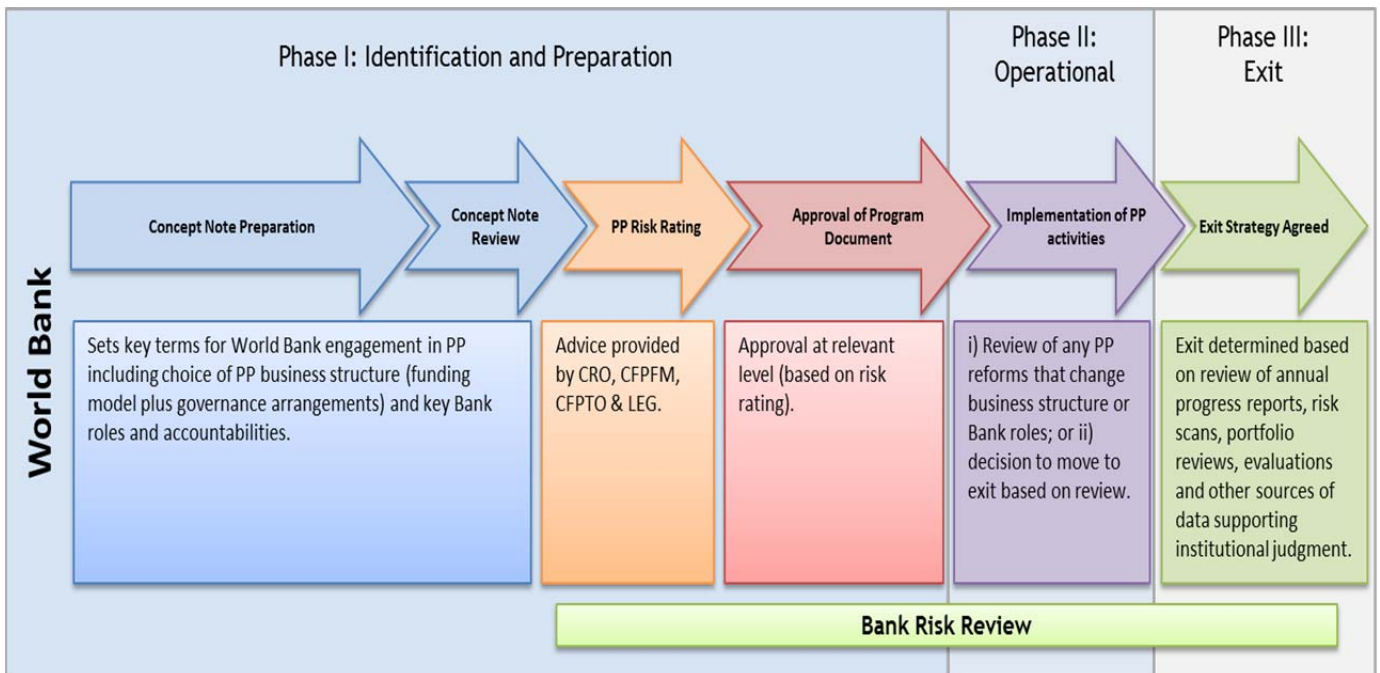 Phase I: Identification and Preparation
Phase II:
Operational
Phase III:
Exit
World Bank
Concept Note Preparation
Concept Note
Review
PP Risk Rating
Approval of Program
Document
Implementation of PP
activities
Exit Strategy Agreed
Sets key terms for World Bank engagement in PP
including choice of PP business structure (funding
model plus governance arrangements) and key Bank
roles and accountabilities.
Advice provided
by CRO, CFPFM,
CFPTO & LEG.
Approval at relevant
level (based on risk
rating).
i) Review of any PP
reforms that change
business structure or
Bank roles; or ii)
decision to move to
exit based on review.
Exit determined based
on review of annual
progress reports, risk
scans, portfolio
reviews, evaluations
and other sources of
data supporting
institutional judgment.
Bank Risk Review